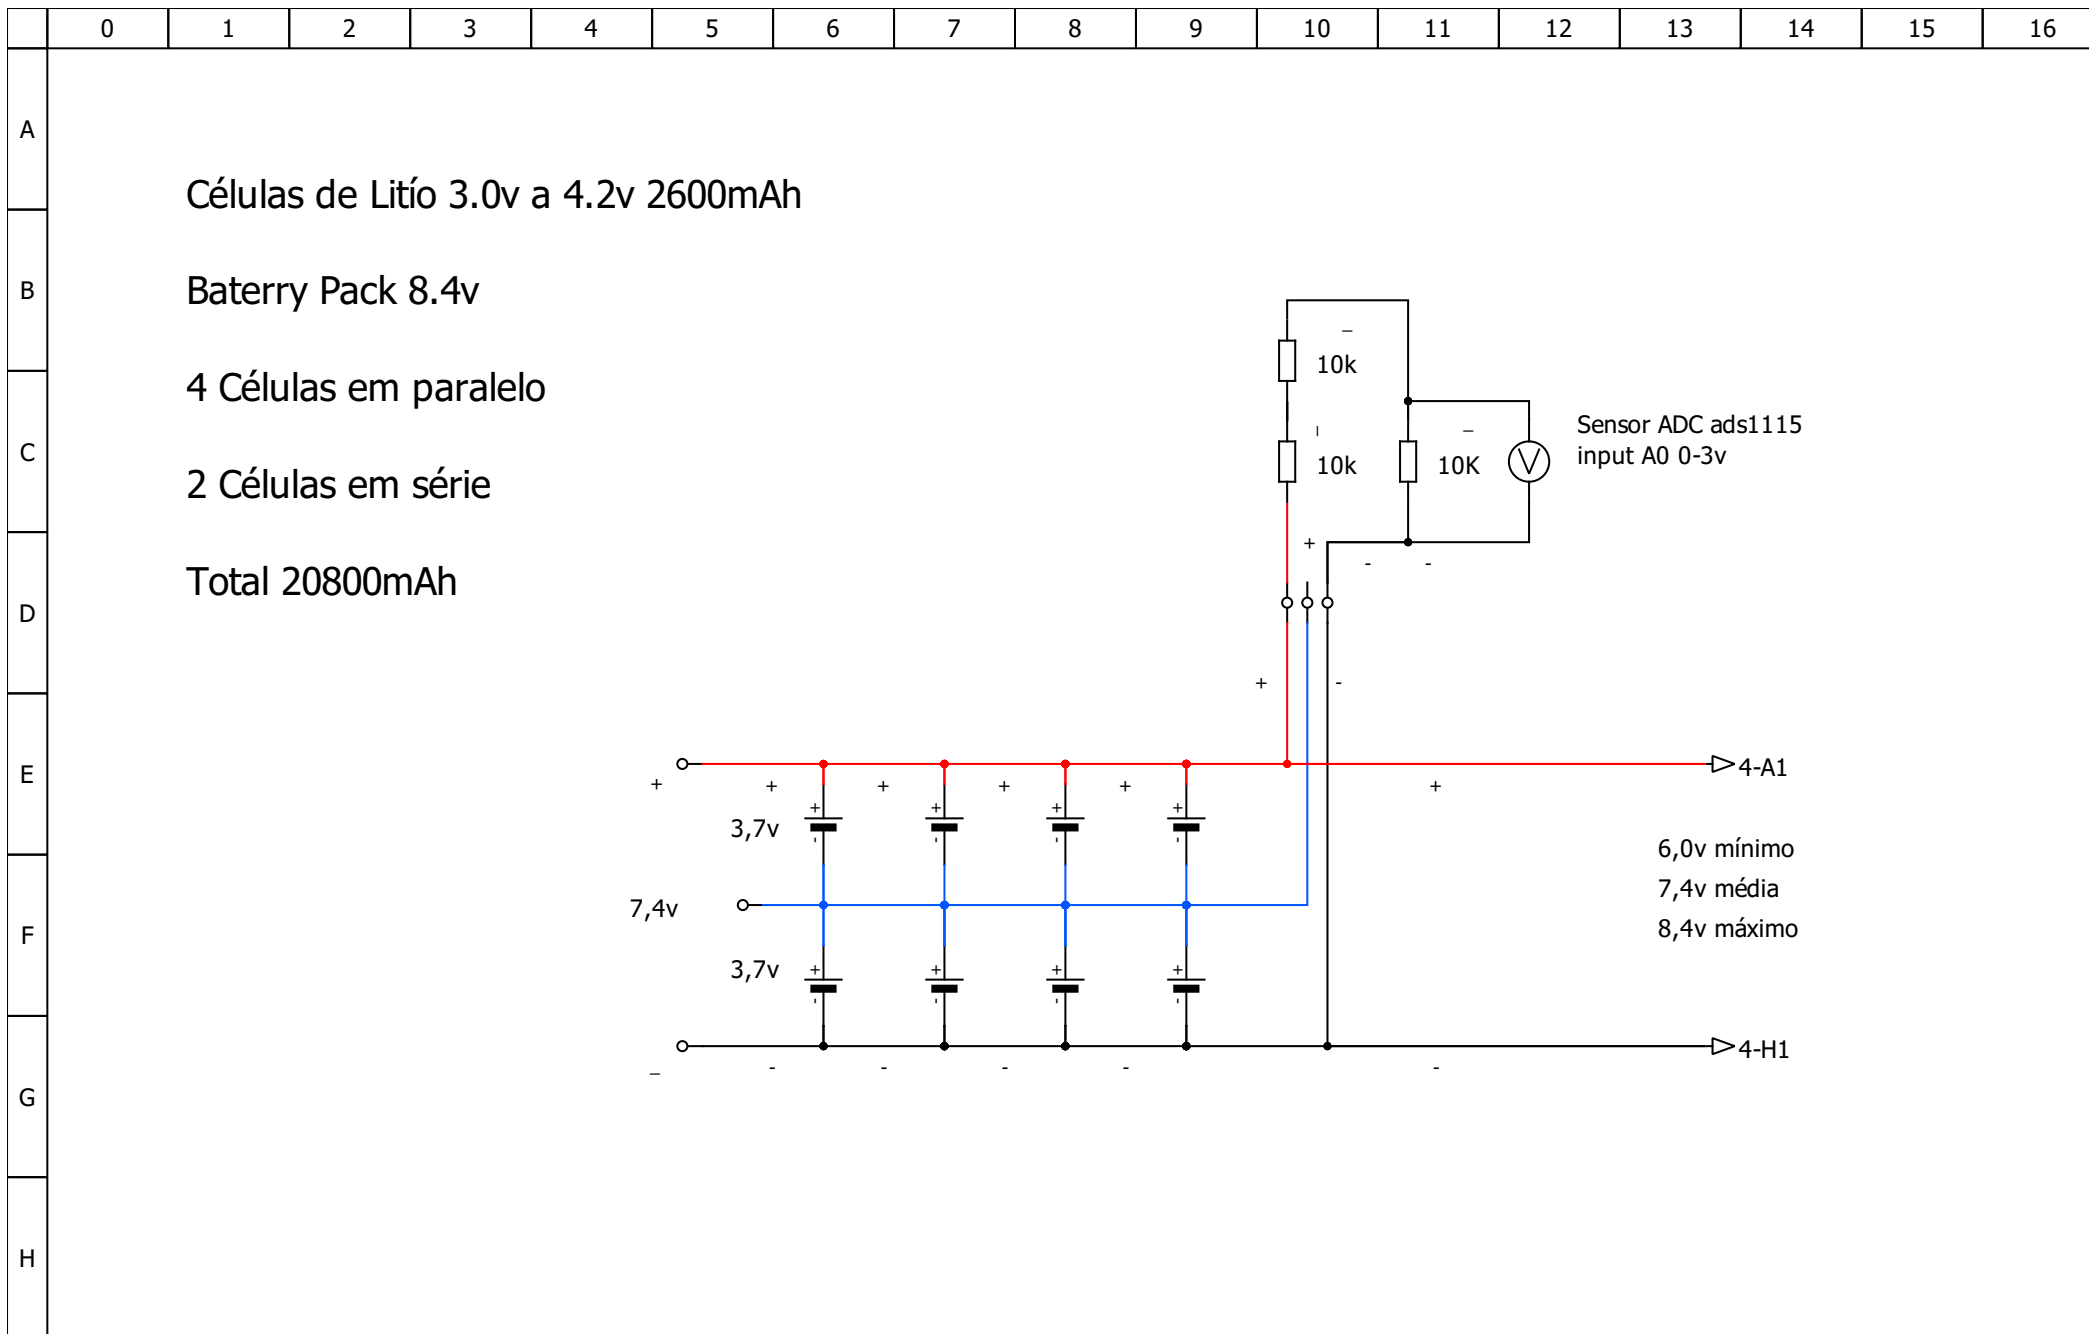 0 1 2 3 4 5 6 7 8 9 10 11 12 13 14 15 16
A
Células de Litío 3.0v a 4.2v 2600mAh
B
Baterry Pack 8.4v
–
10k
4 Células em paralelo
Sensor ADC ads1115
C
– –
10k 10K V
input A0 0-3v
2 Células em série
+
- -
Total 20800mAh
D
+ -
E
4-A1
+ + + + + +
+ + + +
3,7v
- - - -
6,0v mínimo
7,4v média
7,4v
F
8,4v máximo
3,7v
+ + + +
- - - -
4-H1
– - - - - -
G
H